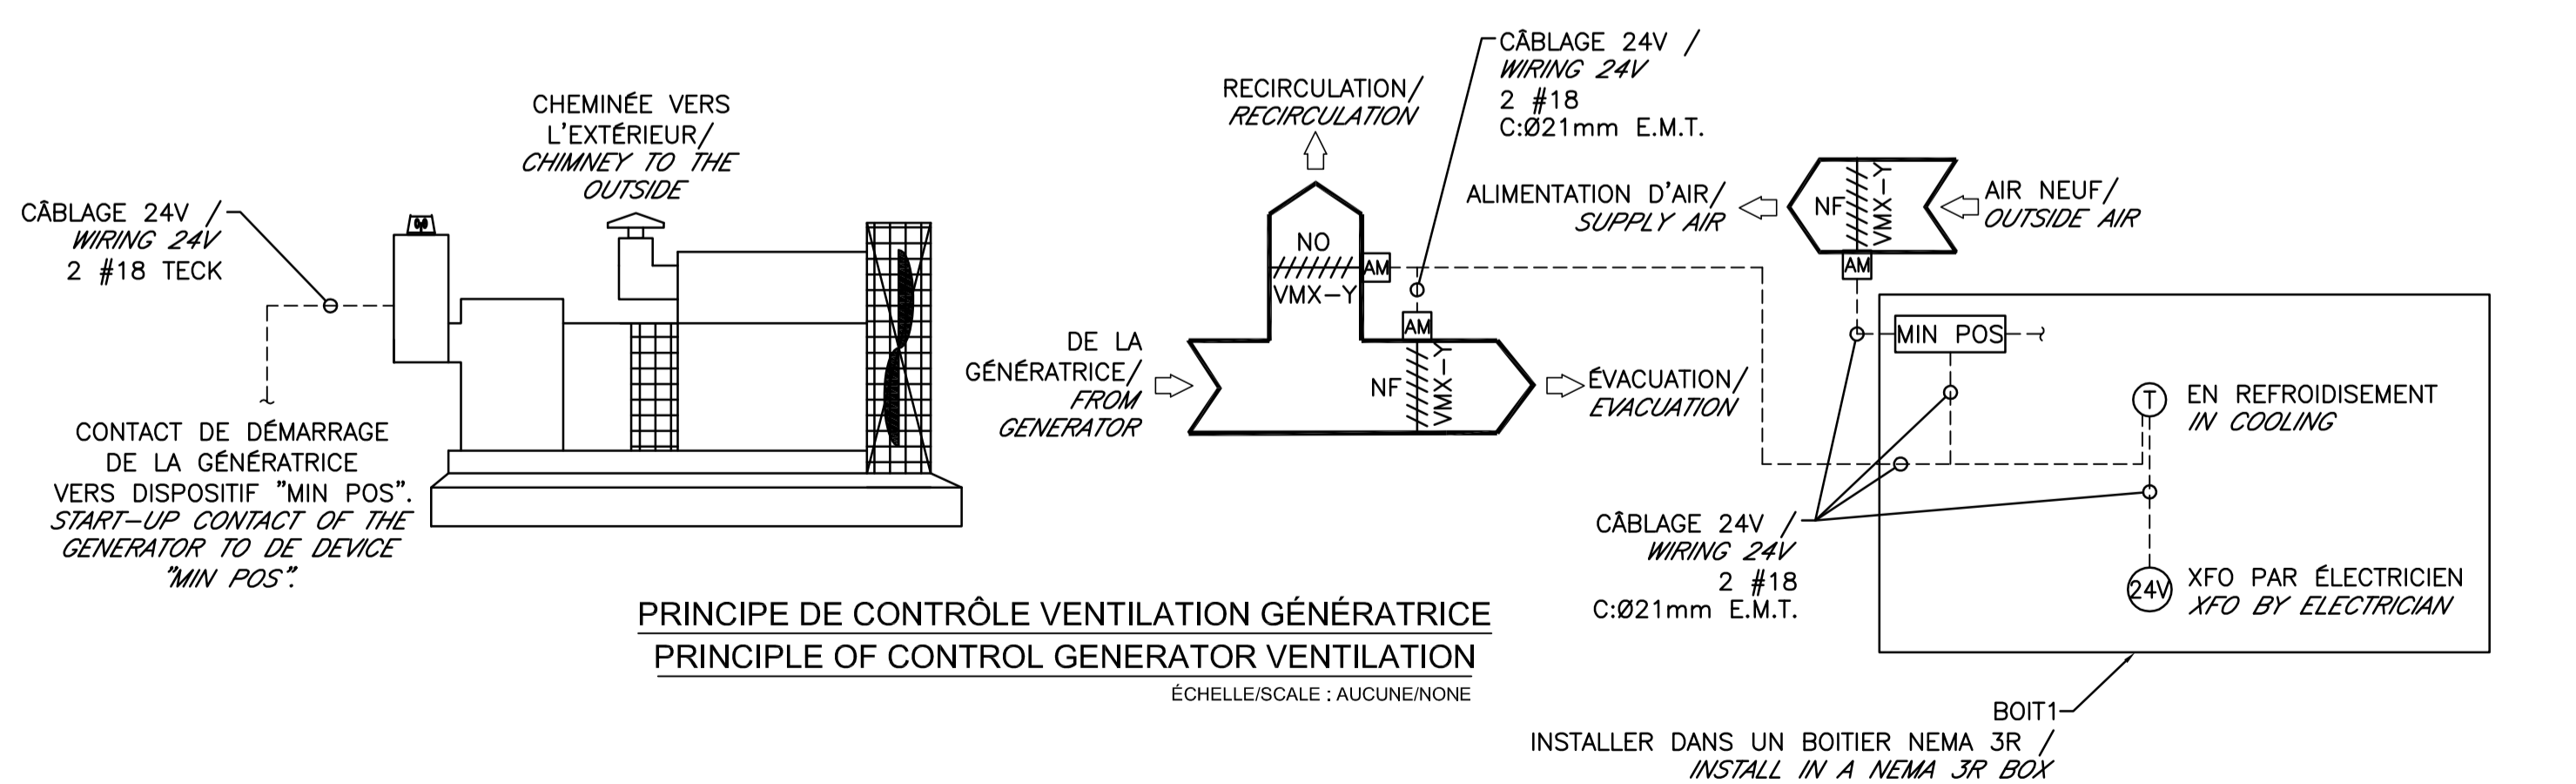 CÂBLAGE 24V /
WIRING 24V
2 #18 TECK
CHEMINÉE VERS
L'EXTÉRIEUR/
CHIMNEY TO THE
OUTSIDE
CONTACT DE DÉMARRAGE
DE LA GÉNÉRATRICE
VERS DISPOSITIF "MIN POS".
START-UP CONTACT OF THE
GENERATOR TO DE DEVICE
"MIN POS".
RECIRCULATION/
RECIRCULATION
CÂBLAGE 24V /
WIRING 24V
2 #18
C:Ø21mm E.M.T.
NO
AM
VMX-Y
DE LA
GÉNÉRATRICE/
FROM
GENERATOR
AM
NF
VMX-Y
ÉVACUATION/
EVACUATION
ALIMENTATION D'AIR/
SUPPLY AIR
NF
VMX-Y
AM
AIR NEUF/
OUTSIDE AIR
MIN POS
T
EN REFROIDISEMENT
IN COOLING
CÂBLAGE 24V /
WIRING 24V
2 #18
C:Ø21mm E.M.T.
24V
XFO PAR ÉLECTRICIEN
XFO BY ELECTRICIAN
BOIT1
INSTALLER DANS UN BOITIER NEMA 3R /
INSTALL IN A NEMA 3R BOX
PRINCIPE DE CONTRÔLE VENTILATION GÉNÉRATRICE
PRINCIPLE OF CONTROL GENERATOR VENTILATION
ÉCHELLE/SCALE : AUCUNE/NONE